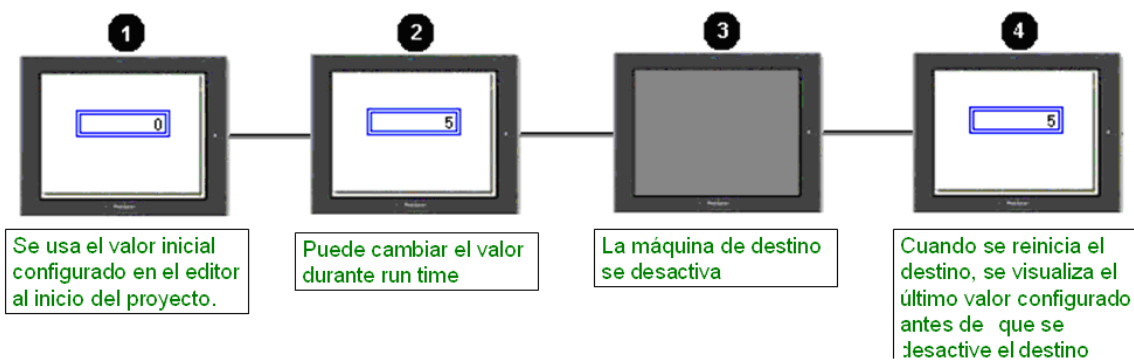 1
2
3
4
0
5
5
Se usa el valor inicial
configurado en el editor
al inicio del proyecto.
Puede cambiar el valor
durante run time
La máquina de destino
se desactiva
Cuando se reinicia el
destino, se visualiza el
último valor configurado
antes de que se
desactive el destino